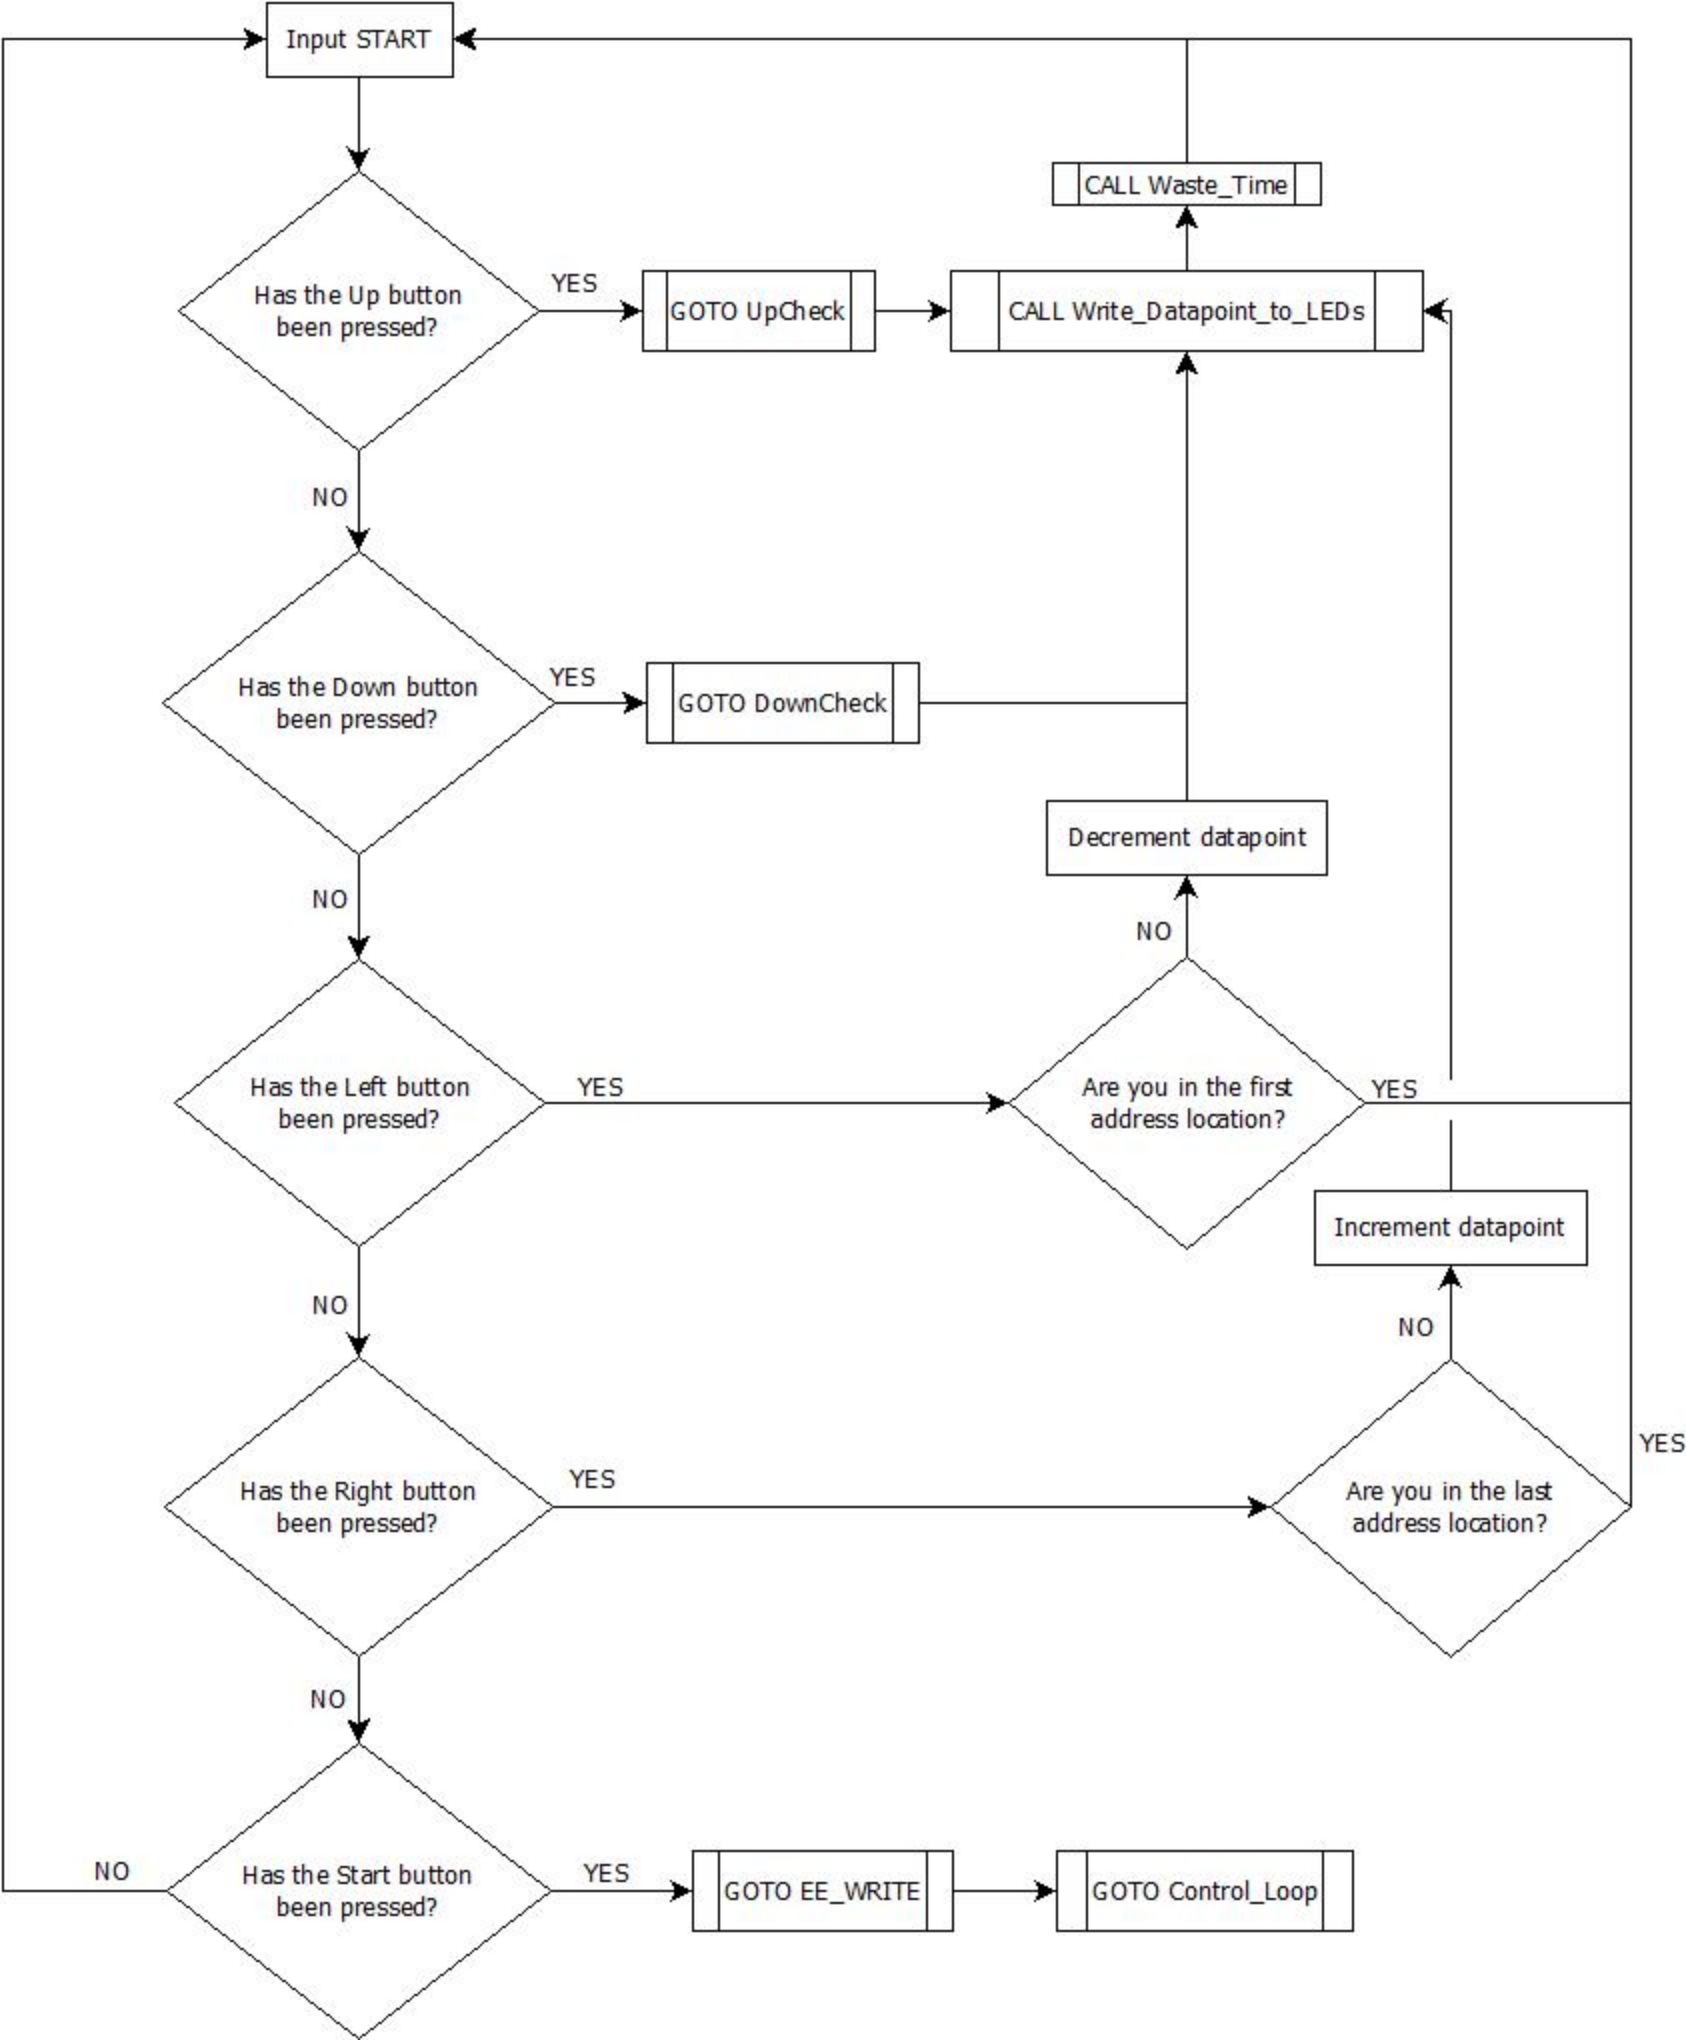 Input START
CALL Waste_Time
Has the Up button
been pressed?
YES
GOTO UpCheck
CALL Write_Datapoint_to_LEDs
NO
Has the Down button
been pressed?
YES
GOTO DownCheck
Decrement datapoint
NO
NO
Has the Left button
been pressed?
YES
Are you in the first
address location?
YES
Increment datapoint
NO
NO
Has the Right button
been pressed?
YES
Are you in the last
address location?
YES
NO
Has the Start button
been pressed?
NO
YES
GOTO EE_WRITE
GOTO Control_Loop